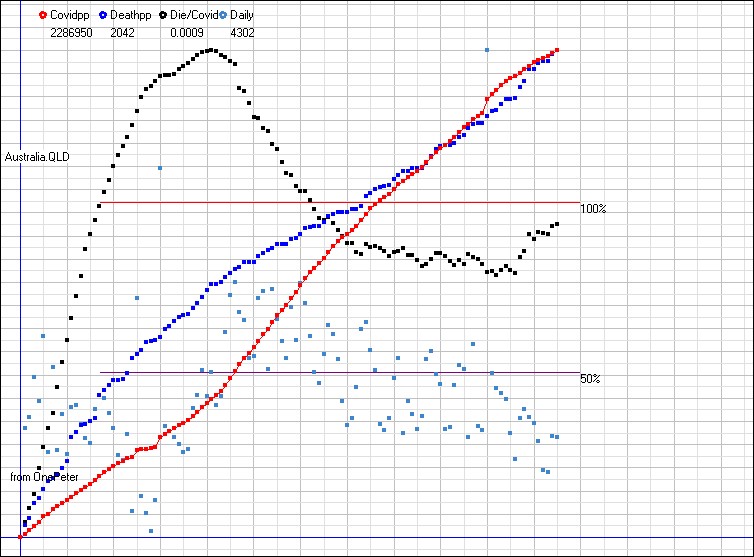 Covidpp Deathpp Die/Covid Daily
2286950 2042 0.0009 4302
Australia.QLD
100%
50%
from OnePeter